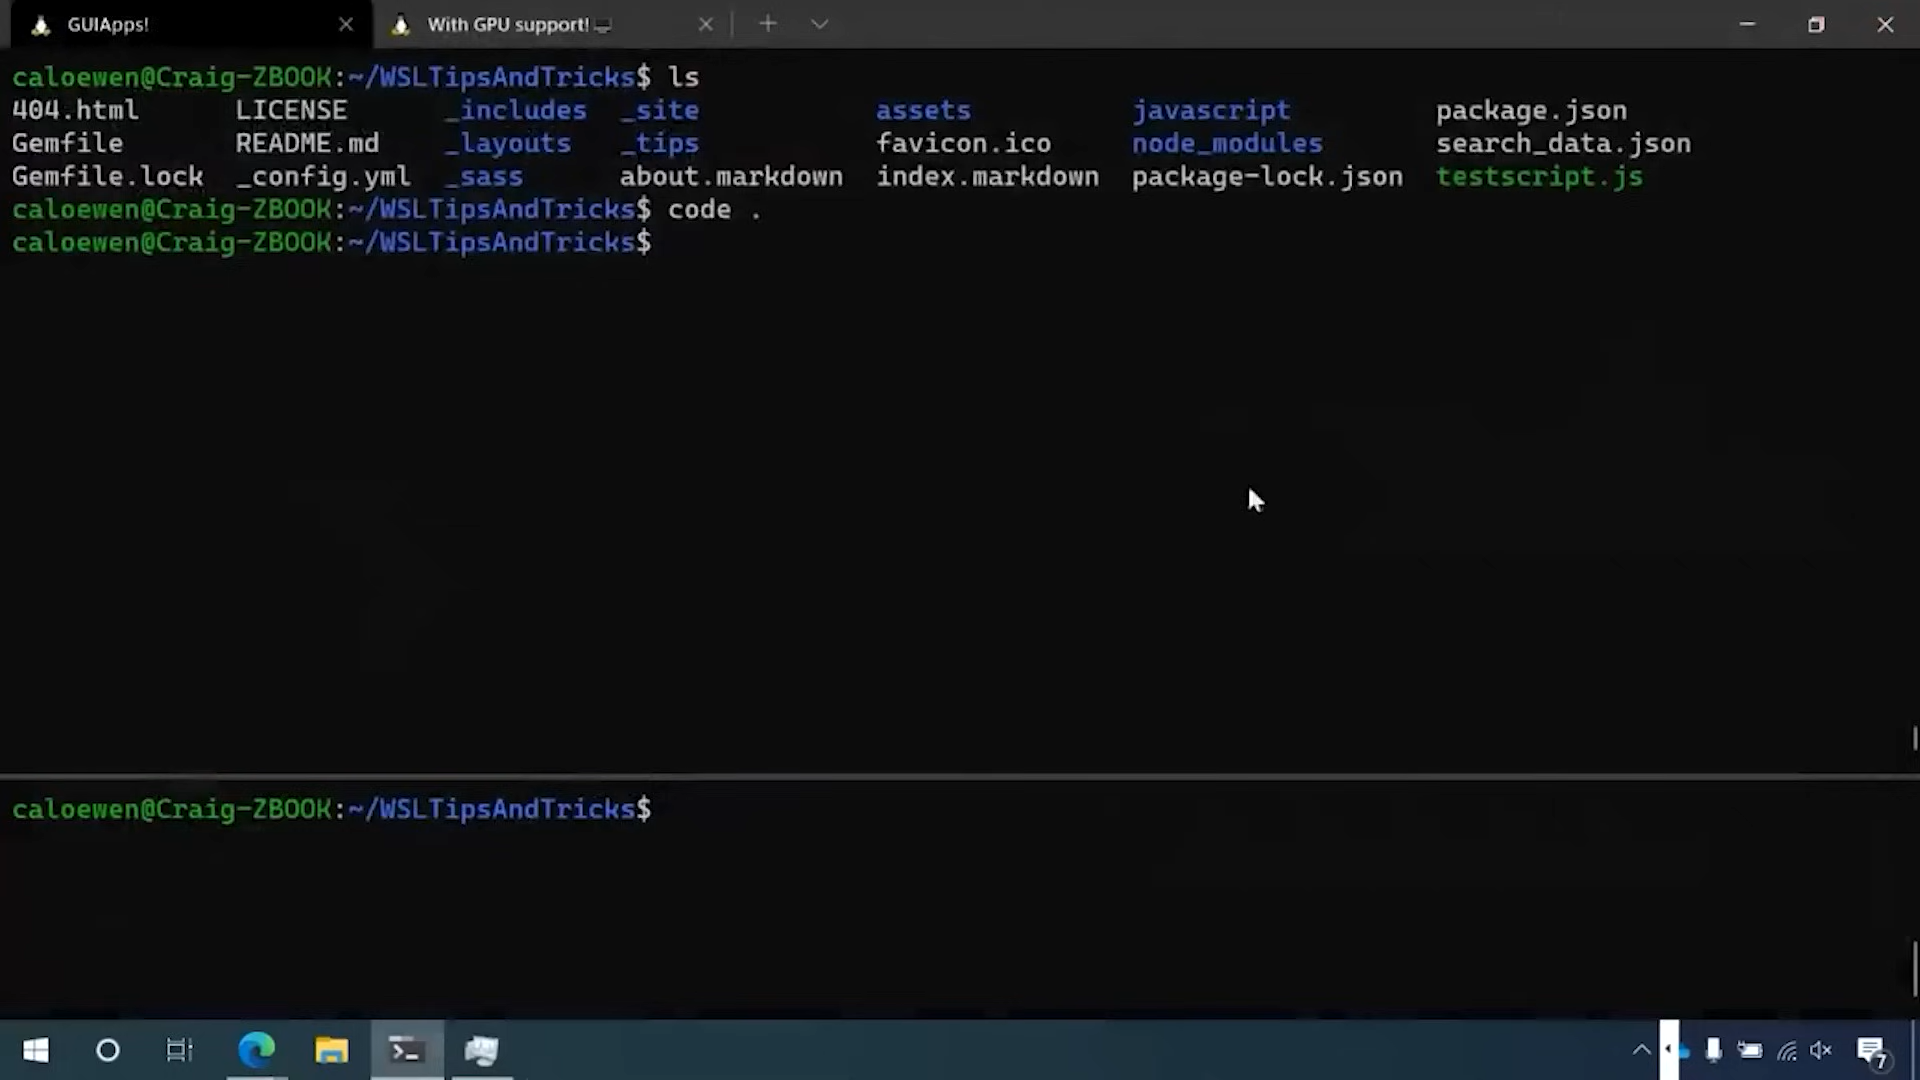 GUIApps!
With GPU support!
caloewen@Craig-ZBOOK:~/WSLTipsAndTricks$ ls
404.html LICENSE _includes _site assets javascript package.json
Gemfile README.md _layouts _tips favicon.ico node_modules search_data.json
Gemfile.lock _config.yml _sass about.markdown index.markdown package-lock.json testscript.js
caloewen@Craig-ZBOOK:~/WSLTipsAndTricks$ code .
caloewen@Craig-ZBOOK:~/WSLTipsAndTricks$
caloewen@Craig-ZBOOK:~/WSLTipsAndTricks$
7